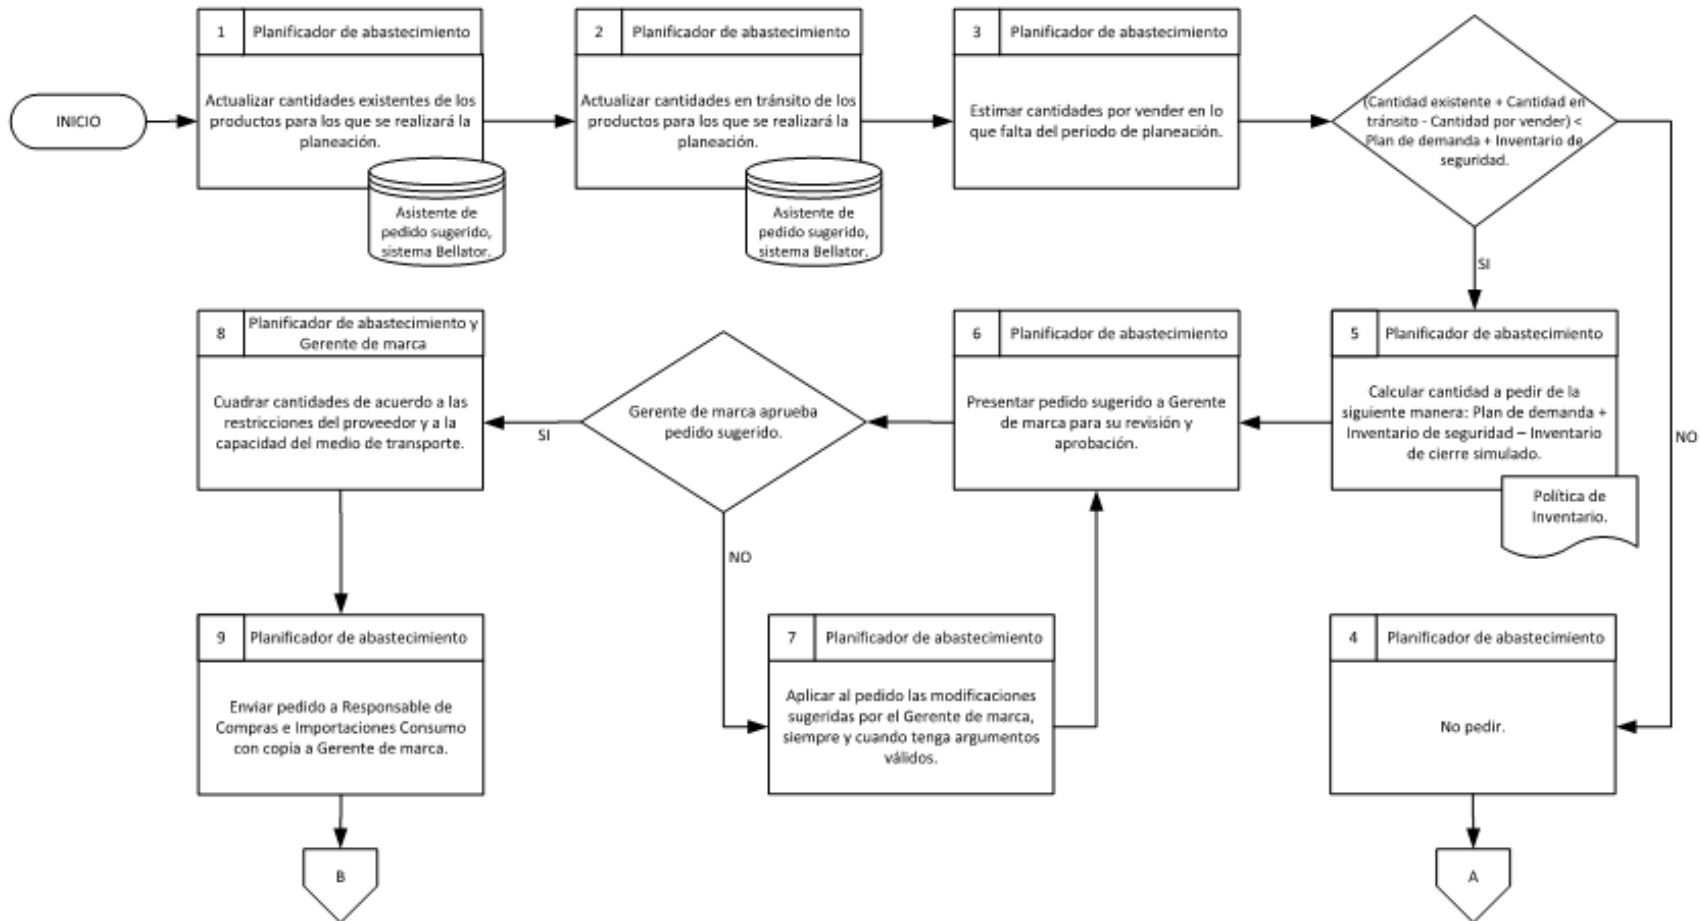 INICIO
1
Planificador de abastecimiento
Actualizar cantidades existentes de los
productos para los que se realizará la
planeación.
Asistente de
pedido sugerido,
sistema Bellator.
2
Planificador de abastecimiento
Actualizar cantidades en tránsito de los
productos para los que se realizará la
planeación.
Asistente de
pedido sugerido,
sistema Bellator.
3
Planificador de abastecimiento
Estimar cantidades por vender en lo
que falta del período de planeación.
(Cantidad existente + Cantidad en
tránsito - Cantidad por vender) <
Plan de demanda + Inventario de
seguridad.
SI
NO
5
Planificador de abastecimiento
Calcular cantidad a pedir de la
siguiente manera: Plan de demanda +
Inventario de seguridad – Inventario
de cierre simulado.
Política de
Inventario.
6
Planificador de abastecimiento
Presentar pedido sugerido a Gerente
de marca para su revisión y
aprobación.
Gerente de marca aprueba
pedido sugerido.
SI
NO
8
Planificador de abastecimiento y
Gerente de marca
Cuadrar cantidades de acuerdo a las
restricciones del proveedor y a la
capacidad del medio de transporte.
9
Planificador de abastecimiento
Enviar pedido a Responsable de
Compras e Importaciones Consumo
con copia a Gerente de marca.
B
7
Planificador de abastecimiento
Aplicar al pedido las modificaciones
sugeridas por el Gerente de marca,
siempre y cuando tenga argumentos
válidos.
4
Planificador de abastecimiento
No pedir.
A